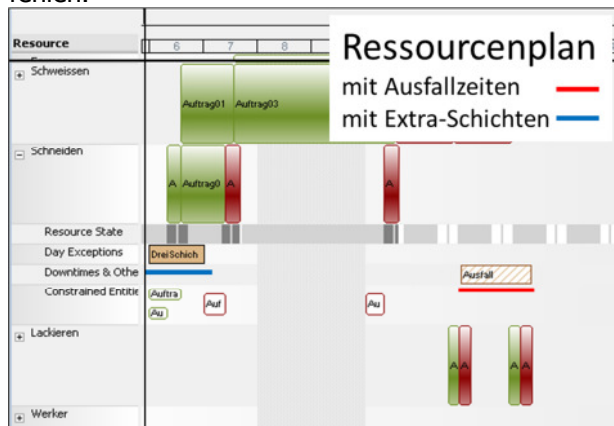 Resource
6 7 8
Ressourcenplan
mit Ausfallzeiten
mit Extra-Schichten
Schweissen
Auftrag01 Auftrag03
Schneiden
A Auftrag0 A A
Resource State
Day Exceptions
DreiSchich
Downtimes & Othe
Ausfall
Constrained Entitie
Auftra
Auf
Au
Au
Lackieren
A A A A
Werker